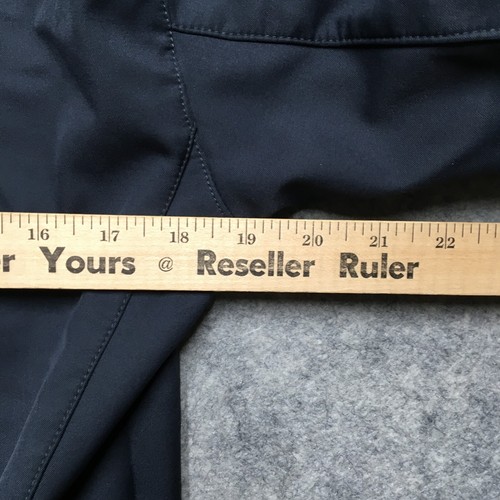 16 17 18 19 20 21 22
r Yours @ Reseller Ruler